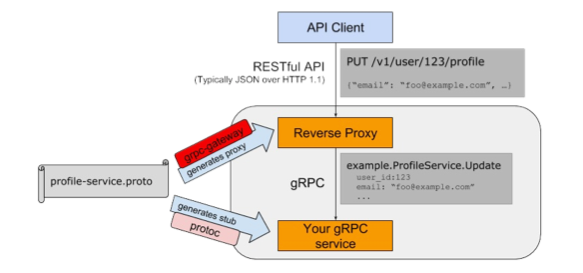 API Client
RESTful API
(Typically JSON over HTTP 1.1)
PUT /v1/user/123/profile
{"email": "foo@example.com", …}
grpc-gateway
generates proxy
Reverse Proxy
profile-service.proto
gRPC
example.ProfileService.Update
user_id:123
email: "foo@example.com"
...
generates stub
protoc
Your gRPC
service